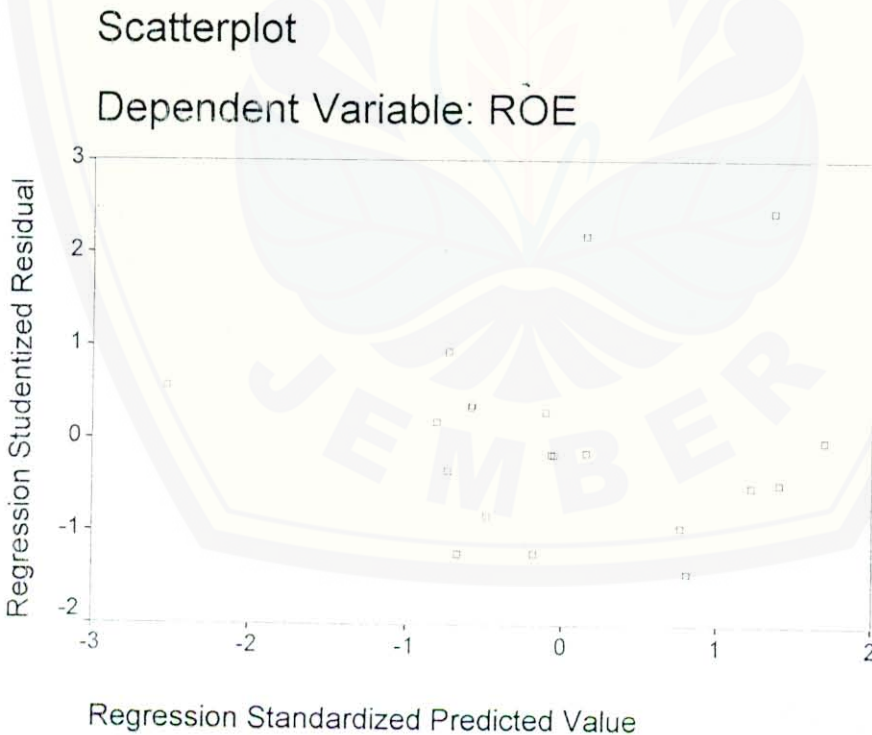 Scatterplot
Dependent Variable: ROE
Regression Studentized Residual
3
2
1
0
-1
-2
-3
-2
-1
0
1
2
Regression Standardized Predicted Value
JEMBER